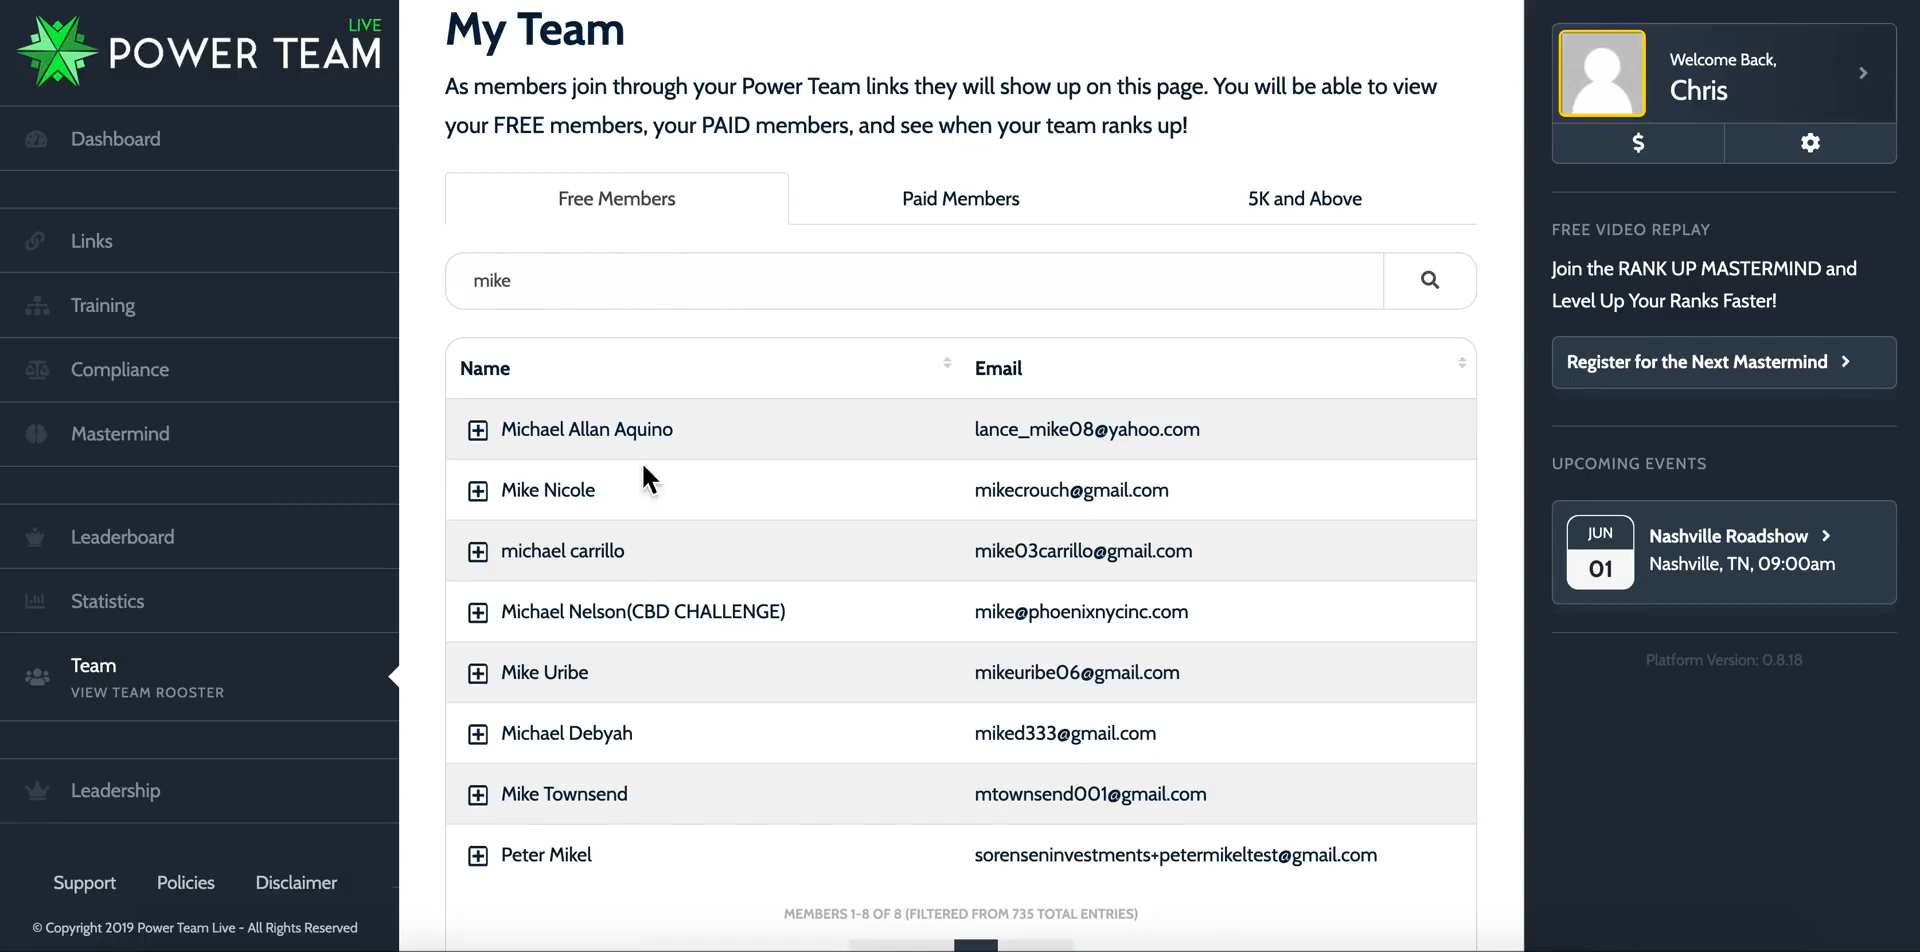 LIVE
POWER TEAM
Dashboard
Links
Training
Compliance
Mastermind
Leaderboard
Statistics
Team
VIEW TEAM ROOSTER
Leadership
Support Policies Disclaimer
© Copyright 2019 Power Team Live - All Rights Reserved
My Team
As members join through your Power Team links they will show up on this page. You will be able to view
your FREE members, your PAID members, and see when your team ranks up!
Free Members Paid Members 5K and Above
mike
Name Email
Michael Allan Aquino lance_mike08@yahoo.com
Mike Nicole mikecrouch@gmail.com
michael carrillo mike03carrillo@gmail.com
Michael Nelson(CBD CHALLENGE) mike@phoenixnycinc.com
Mike Uribe mikeuribe06@gmail.com
Michael Debyah miked333@gmail.com
Mike Townsend mtownsend001@gmail.com
Peter Mikel sorenseninvestments+petermikeltest@gmail.com
MEMBERS 1-8 OF 8 (FILTERED FROM 735 TOTAL ENTRIES)
Welcome Back,
Chris
$
FREE VIDEO REPLAY
Join the RANK UP MASTERMIND and
Level Up Your Ranks Faster!
Register for the Next Mastermind
UPCOMING EVENTS
JUN
01
Nashville Roadshow
Nashville, TN, 09:00am
Platform Version: 0.8.18